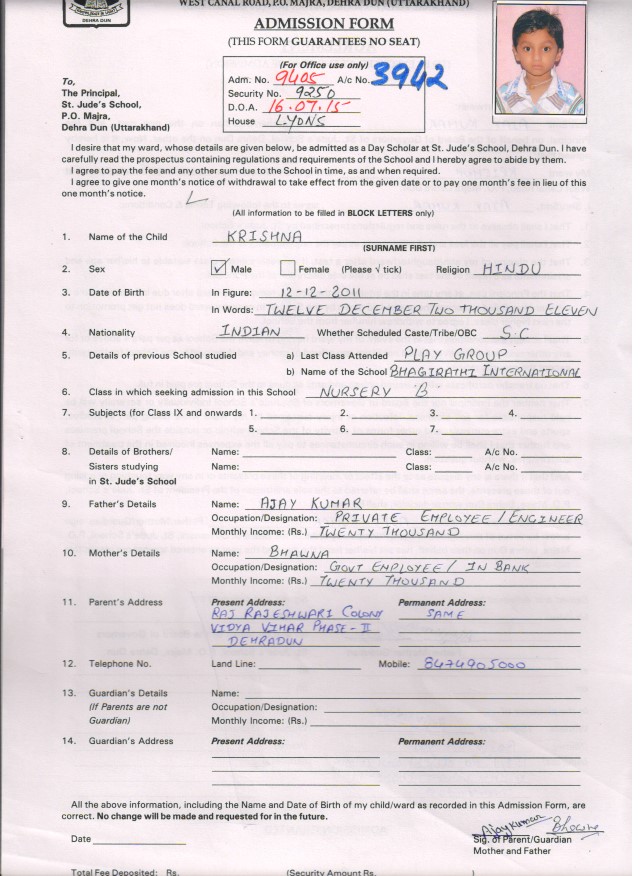 WEST CANAL ROAD, P.O. MAJRA, DEHRA DUN (UTTARAKHAND)
DEHRA DUN
ADMISSION FORM
(THIS FORM GUARANTEES NO SEAT)
(For Office use only)
Adm. No. 9405 A/c No. 3942
Security No. 9250
D.O.A. 16.07.15
House LYONS
To,
The Principal,
St. Jude's School,
P.O. Majra,
Dehra Dun (Uttarakhand)
I desire that my ward, whose details are given below, be admitted as a Day Scholar at St. Jude's School, Dehra Dun. I have
carefully read the prospectus containing regulations and requirements of the School and I hereby agree to abide by them.
I agree to pay the fee and any other sum due to the School in time, as and when required.
I agree to give one month's notice of withdrawal to take effect from the given date or to pay one month's fee in lieu of this
one month's notice.
(All information to be filled in BLOCK LETTERS only)
1. Name of the Child KRISHNA
(SURNAME FIRST)
2. Sex ✓ Male Female (Please √ tick) Religion HINDU
3. Date of Birth In Figure: 12-12-2011
In Words: TWELVE DECEMBER TWO THOUSAND ELEVEN
4. Nationality INDIAN Whether Scheduled Caste/Tribe/OBC S.C
5. Details of previous School studied a) Last Class Attended PLAY GROUP
b) Name of the School BHAGIRATHI INTERNATIONAL
6. Class in which seeking admission in this School NURSERY B
7. Subjects (for Class IX and onwards 1. 2. 3. 4.
5. 6. 7.
8. Details of Brothers/ Name: Class: A/c No.
Sisters studying Name: Class: A/c No.
in St. Jude's School
9. Father's Details Name: AJAY KUMAR
Occupation/Designation: PRIVATE EMPLOYEE/ENGINEER
Monthly Income: (Rs.) TWENTY THOUSAND
10. Mother's Details Name: BHAWNA
Occupation/Designation: GOVT EMPLOYEE/ IN BANK
Monthly Income: (Rs.) TWENTY THOUSAND
11. Parent's Address Present Address: Permanent Address:
RAJ RAJESHWARI COLONY SAME
VIDYA VIHAR PHASE-II
DEHRADUN
12. Telephone No. Land Line: Mobile: 8474905000
13. Guardian's Details Name:
(If Parents are not Occupation/Designation:
Guardian) Monthly Income: (Rs.)
14. Guardian's Address Present Address: Permanent Address:
All the above information, including the Name and Date of Birth of my child/ward as recorded in this Admission Form, are
correct. No change will be made and requested for in the future.
Ajay Kumar Bhawna
Date Sig. of Parent/Guardian
Mother and Father
Total Fee Deposited: Rs. (Security Amount Rs. )